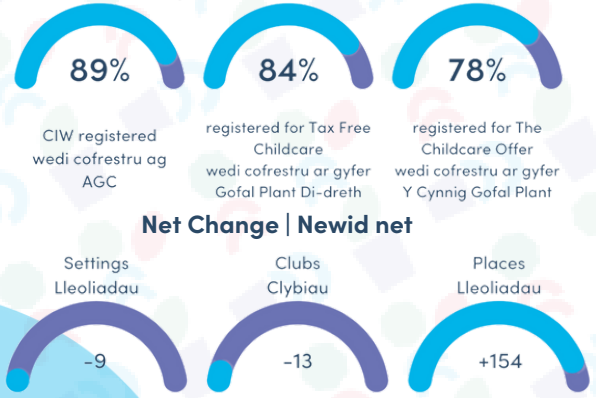 89%
84%
78%
CIW registered
wedi cofrestru ag
AGC
registered for Tax Free
Childcare
wedi cofrestru ar gyfer
Gofal Plant Di-dreth
registered for The
Childcare Offer
wedi cofrestru ar gyfer
Y Cynnig Gofal Plant
Net Change | Newid net
Settings
Lleoliadau
Clubs
Clybiau
Places
Lleoliadau
-9
-13
+154